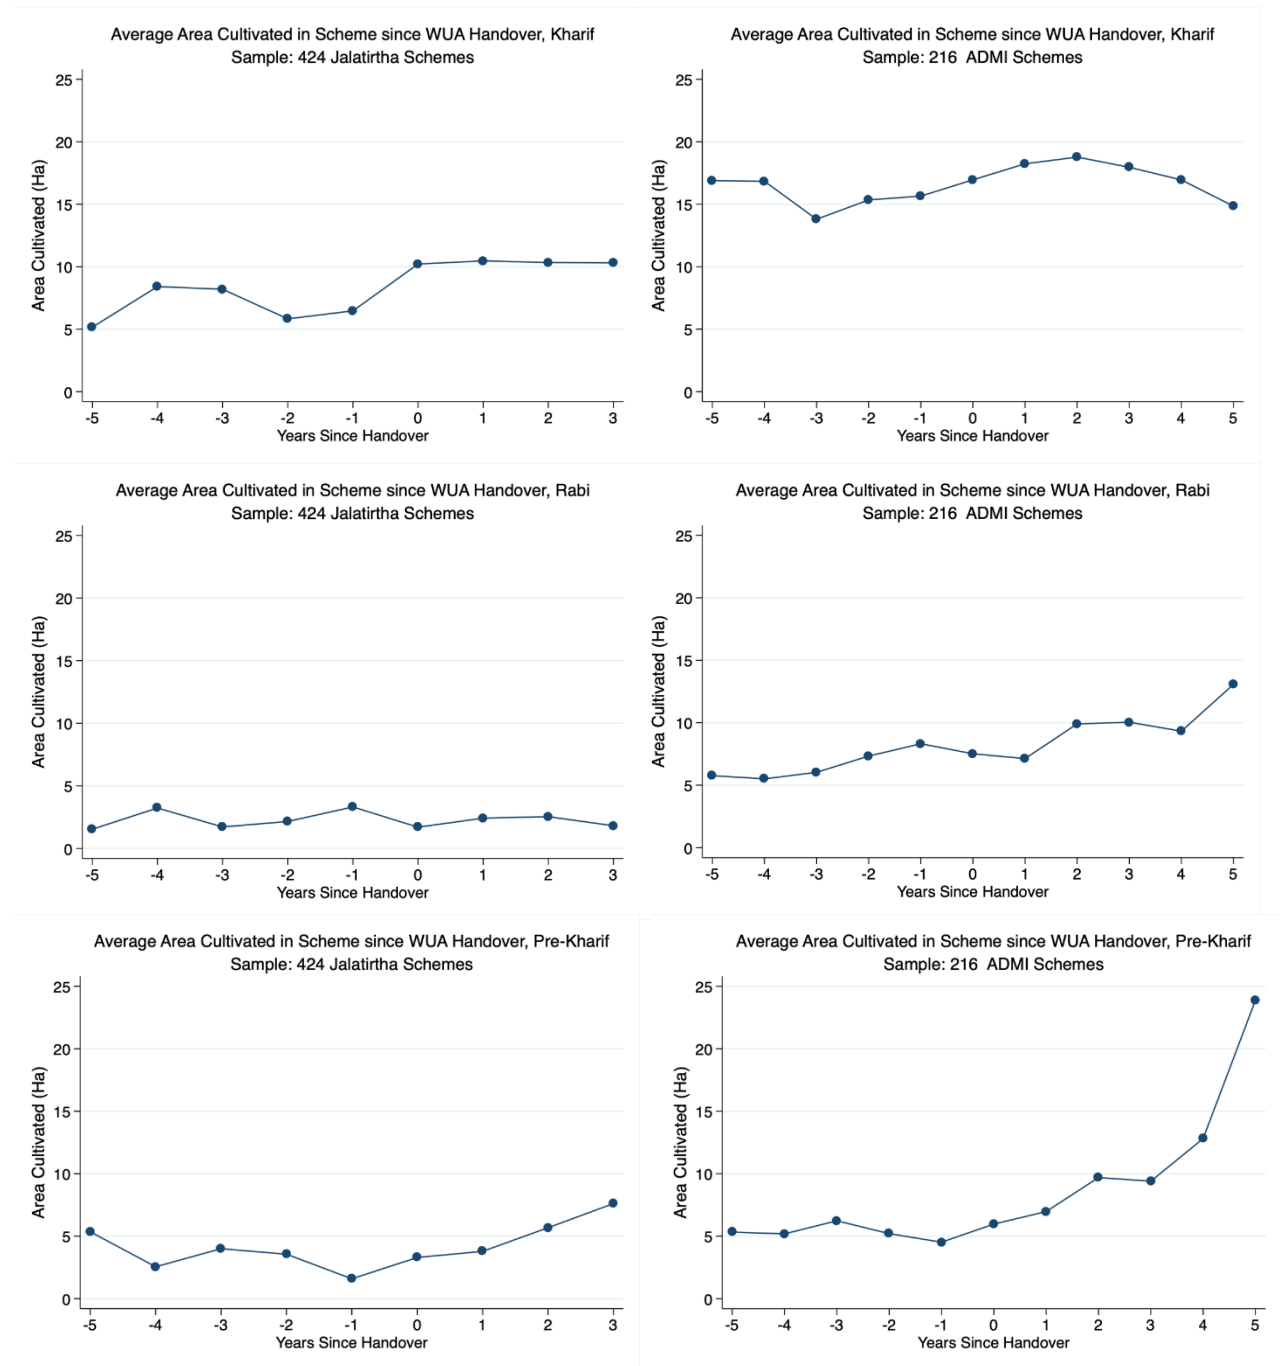 Average Area Cultivated in Scheme since WUA Handover, Kharif
Sample: 424 Jalatirtha Schemes
25
20
15
10
5
0
Area Cultivated (Ha)
-5 -4 -3 -2 -1 0 1 2 3
Years Since Handover
Average Area Cultivated in Scheme since WUA Handover, Kharif
Sample: 216 ADMI Schemes
25
20
15
10
5
0
Area Cultivated (Ha)
-5 -4 -3 -2 -1 0 1 2 3 4 5
Years Since Handover
Average Area Cultivated in Scheme since WUA Handover, Rabi
Sample: 424 Jalatirtha Schemes
25
20
15
10
5
0
Area Cultivated (Ha)
-5 -4 -3 -2 -1 0 1 2 3
Years Since Handover
Average Area Cultivated in Scheme since WUA Handover, Rabi
Sample: 216 ADMI Schemes
25
20
15
10
5
0
Area Cultivated (Ha)
-5 -4 -3 -2 -1 0 1 2 3 4 5
Years Since Handover
Average Area Cultivated in Scheme since WUA Handover, Pre-Kharif
Sample: 424 Jalatirtha Schemes
25
20
15
10
5
0
Area Cultivated (Ha)
-5 -4 -3 -2 -1 0 1 2 3
Years Since Handover
Average Area Cultivated in Scheme since WUA Handover, Pre-Kharif
Sample: 216 ADMI Schemes
25
20
15
10
5
0
Area Cultivated (Ha)
-5 -4 -3 -2 -1 0 1 2 3 4 5
Years Since Handover